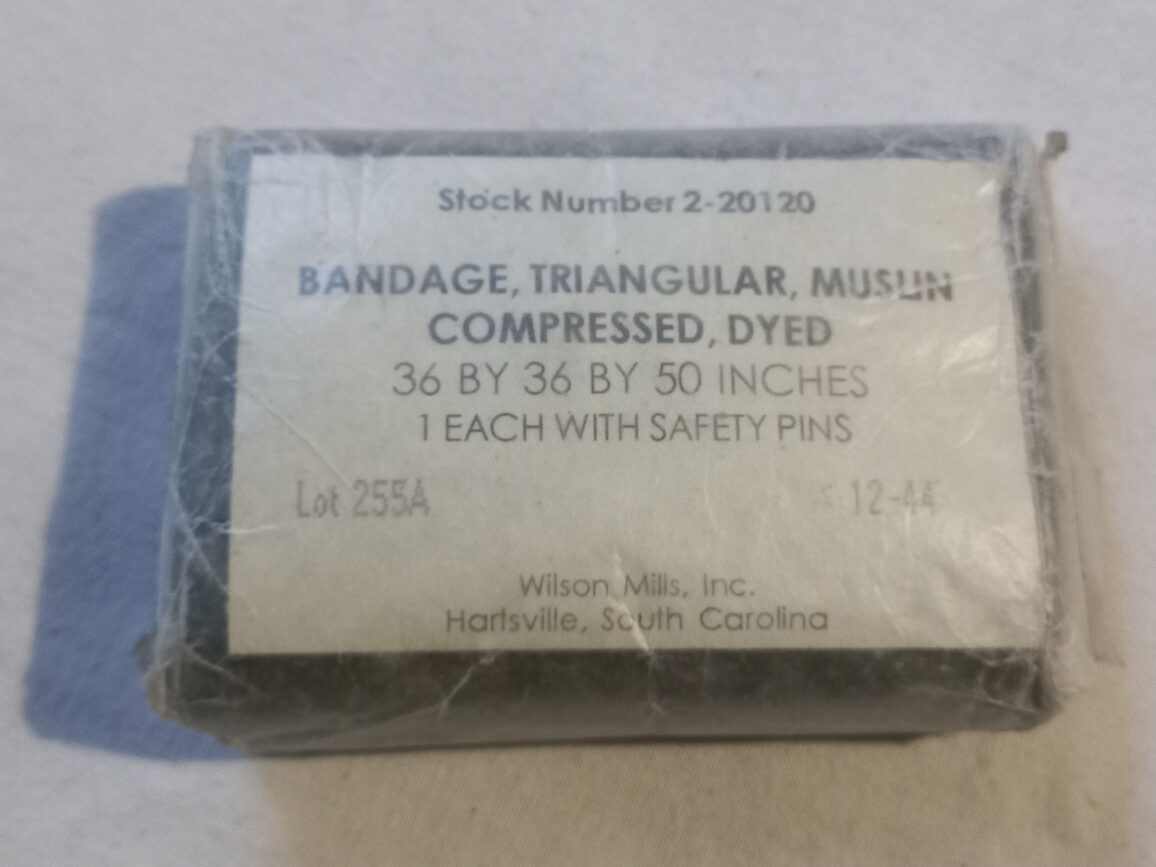 Stock Number 2-20120
BANDAGE, TRIANGULAR, MUSLIN
COMPRESSED, DYED
36 BY 36 BY 50 INCHES
1 EACH WITH SAFETY PINS
Lot 255A 12-44
Wilson Mills, Inc.
Hartsville, South Carolina